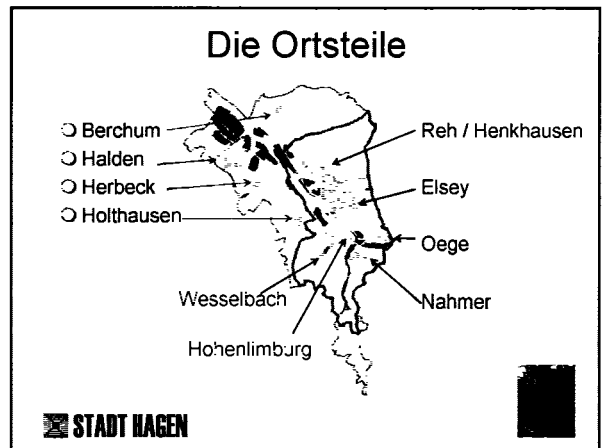 Die Ortsteile
Berchum
Halden
Herbeck
Holthausen
Reh / Henkhausen
Elsey
Oege
Nahmer
Wesselbach
Hohenlimburg
STADT HAGEN